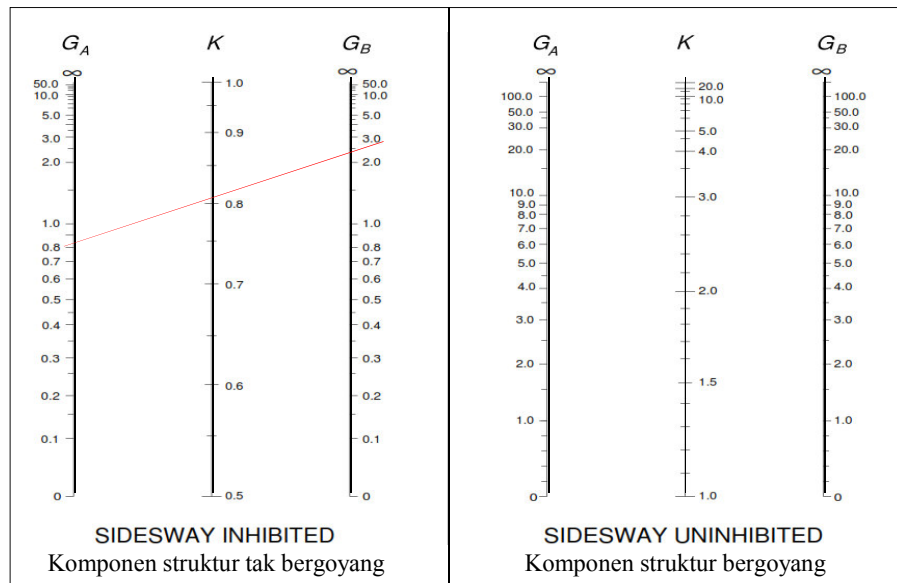 G_A K G_B
∞ ∞
50.0 1.0 50.0
10.0 10.0
5.0 0.9 5.0
3.0 3.0
2.0 2.0
0.8
1.0 1.0
0.8 0.8
0.7 0.7
0.6 0.7 0.6
0.5 0.5
0.4 0.4
0.3 0.3
0.2 0.6 0.2
0.1 0.1
0 0.5 0
SIDESWAY INHIBITED
Komponen struktur tak bergoyang
G_A K G_B
∞ ∞
20.0
100.0 10.0 100.0
50.0 50.0
30.0 5.0 30.0
20.0 4.0 20.0
10.0 3.0 10.0
9.0 9.0
8.0 8.0
7.0 7.0
6.0 6.0
5.0 5.0
4.0 2.0 4.0
3.0 3.0
2.0 2.0
1.5
1.0 1.0
0 1.0 0
SIDESWAY UNINHIBITED
Komponen struktur bergoyang